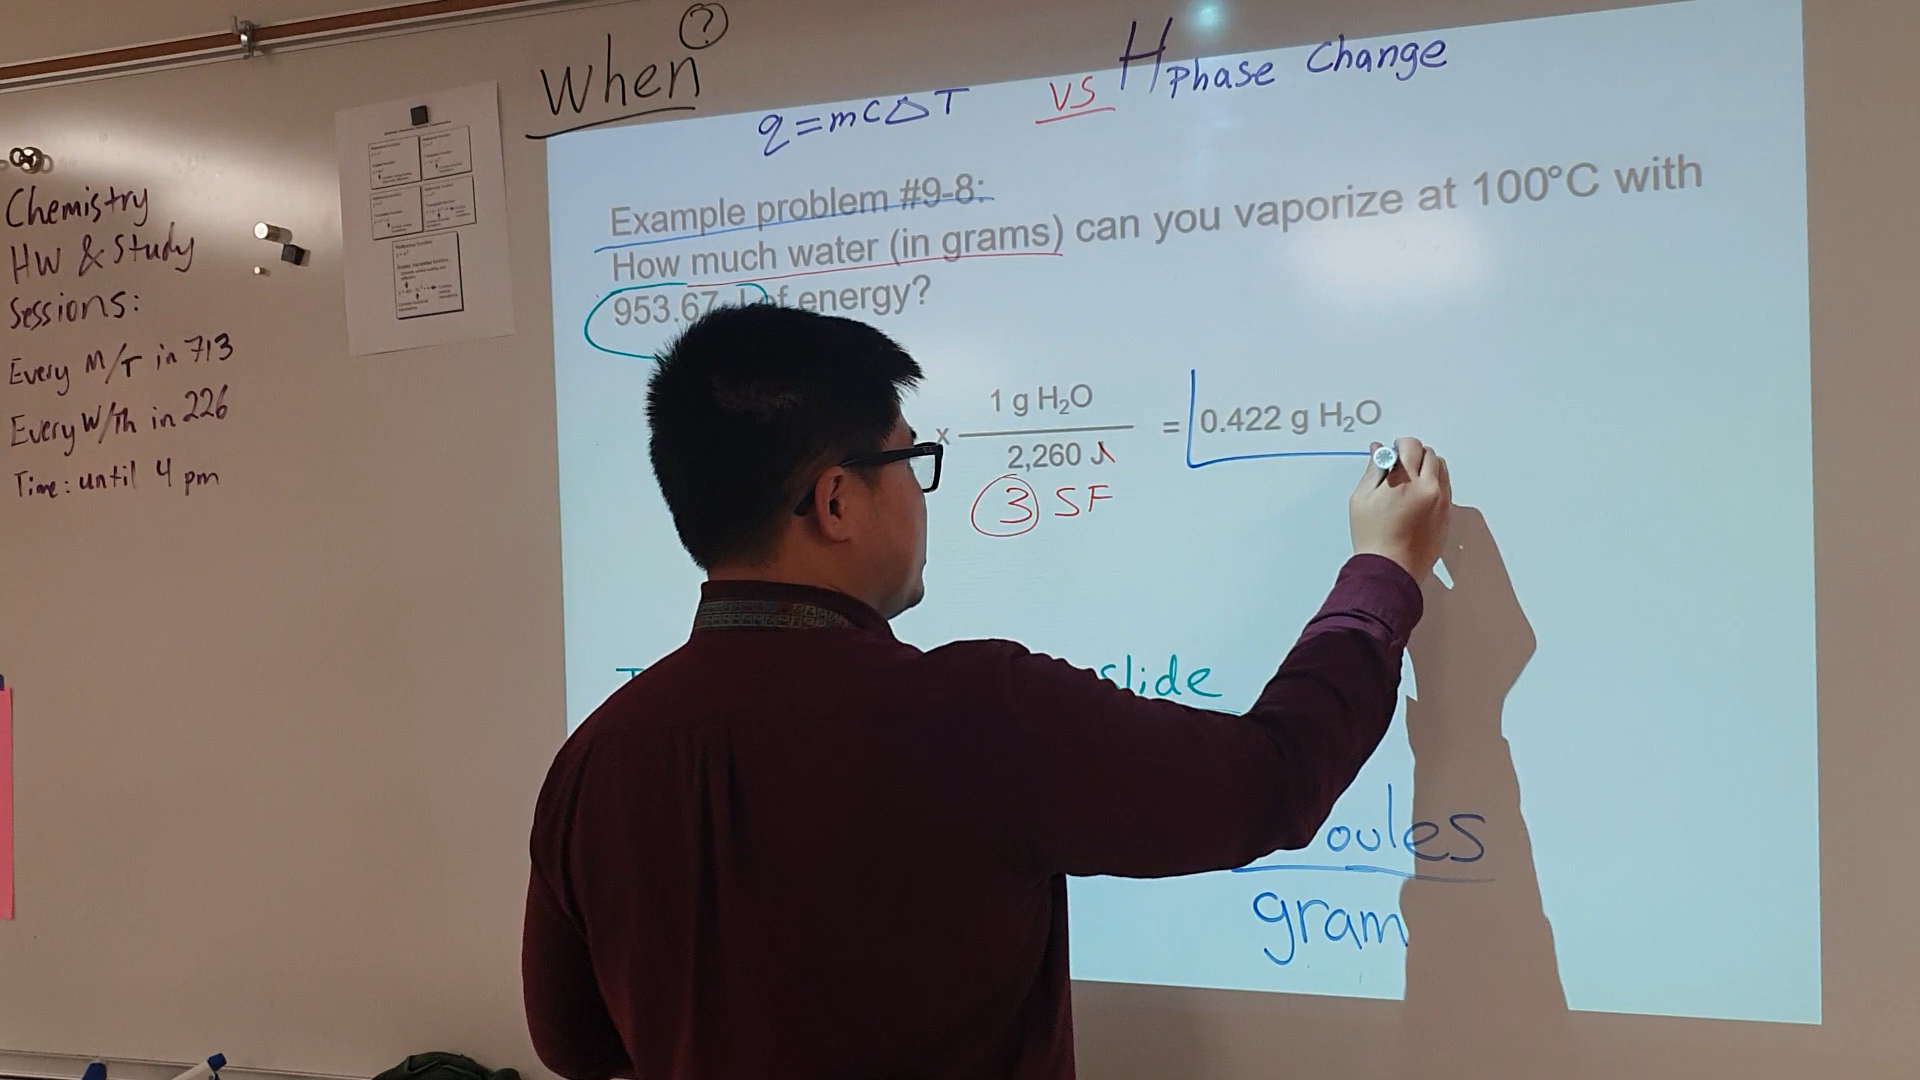 When ?
q=mc△T vs H Phase Change
Example problem #9-8:
How much water (in grams) can you vaporize at 100°C with
953.67 J of energy?
x 1 g H₂O
2,260 J
= 0.422 g H₂O
3 SF
slide
oules
gram
Chemistry
HW & Study
Sessions:
Every M/T in 713
Every W/Th in 226
Time: until 4 pm